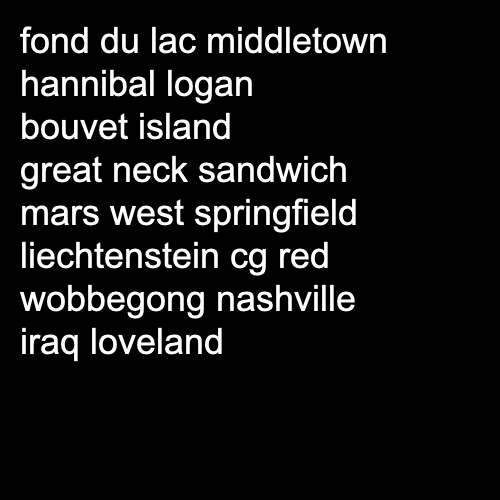 fond du lac middletown
hannibal logan
bouvet island
great neck sandwich
mars west springfield
liechtenstein cg red
wobbegong nashville
iraq loveland